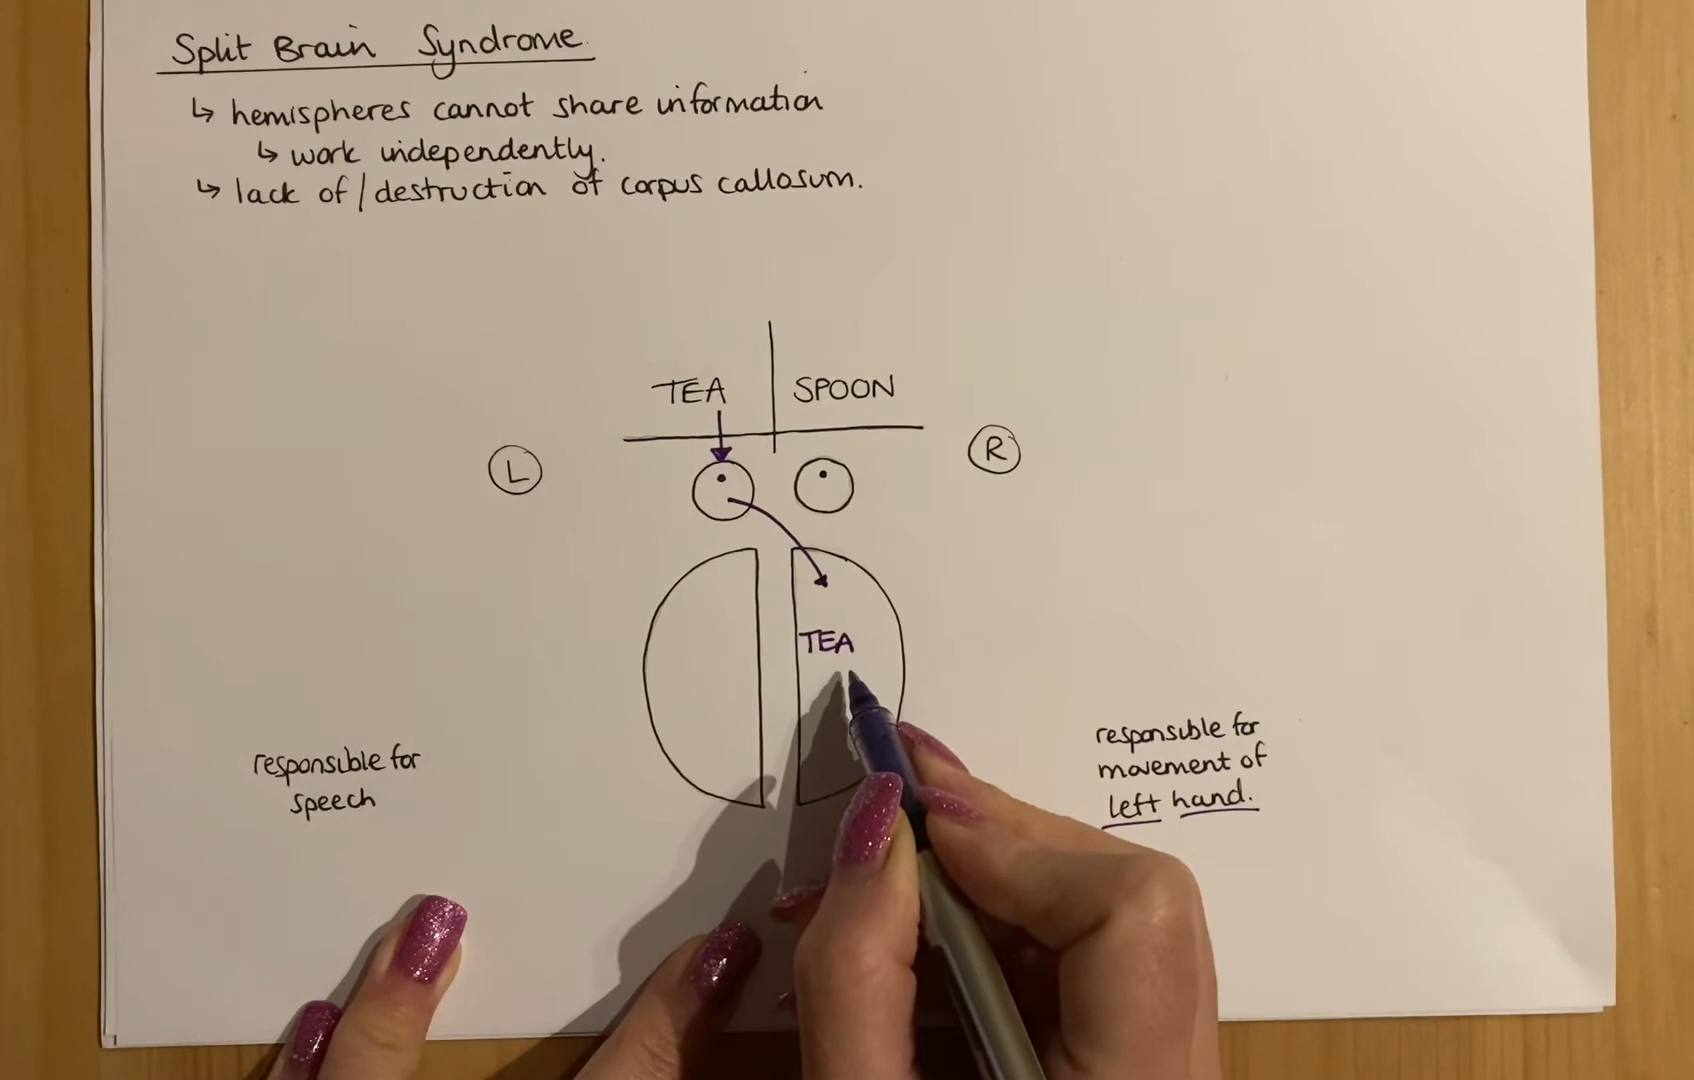 Split Brain Syndrome
↳ hemispheres cannot share information
↳ work independently.
↳ lack of/destruction of corpus callosum.
TEA SPOON
L R
TEA
responsible for
speech
responsible for
movement of
left hand.